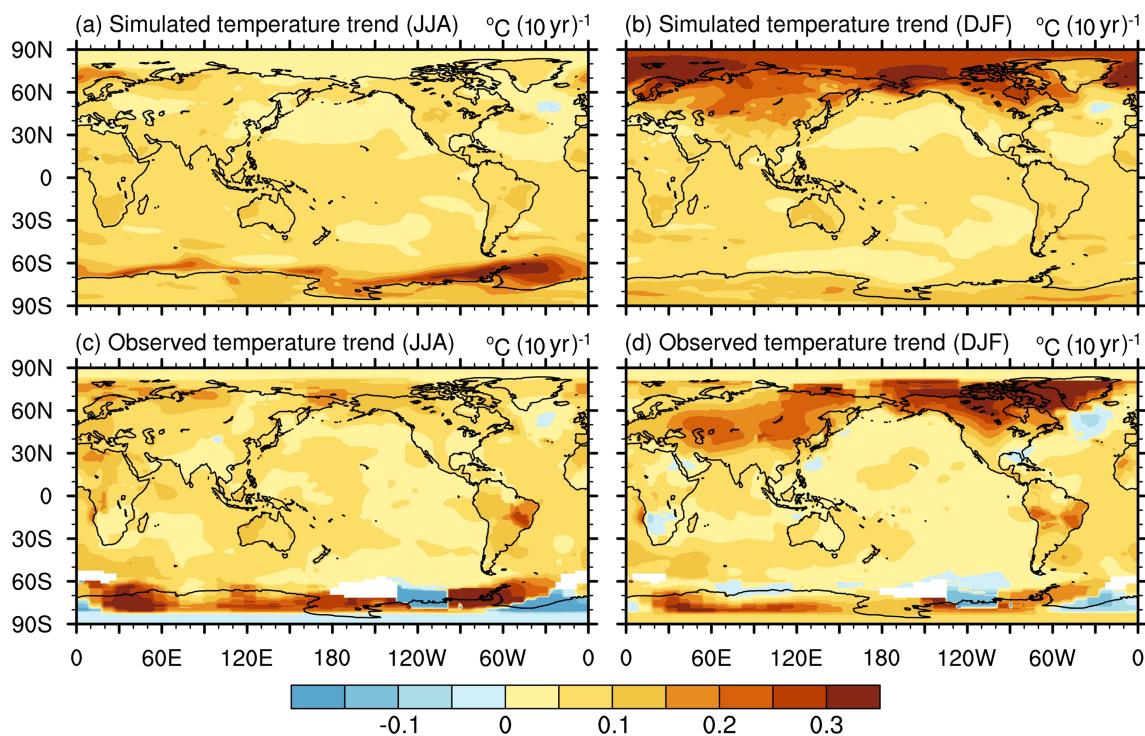 (a) Simulated temperature trend (JJA) °C (10 yr)⁻¹
(b) Simulated temperature trend (DJF) °C (10 yr)⁻¹
90N
60N
30N
0
30S
60S
90S
(c) Observed temperature trend (JJA) °C (10 yr)⁻¹
(d) Observed temperature trend (DJF) °C (10 yr)⁻¹
90N
60N
30N
0
30S
60S
90S
0 60E 120E 180 120W 60W 0
0 60E 120E 180 120W 60W 0
-0.1 0 0.1 0.2 0.3